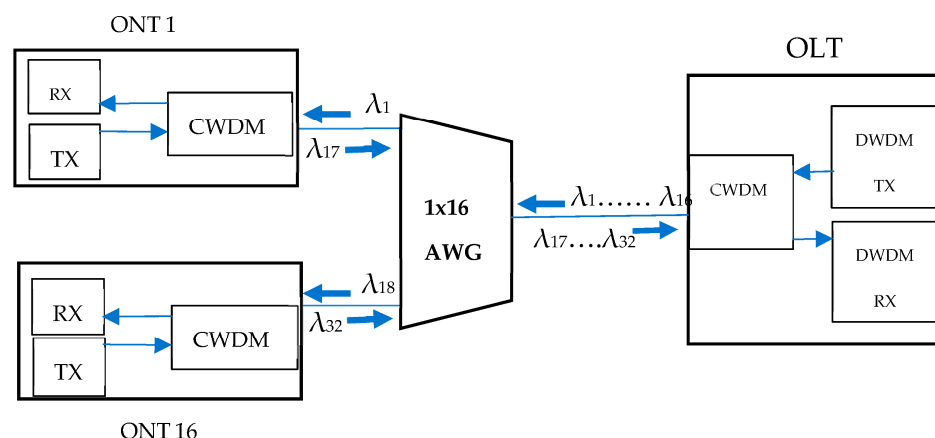 ONT 1
OLT
RX
TX
CWDM
λ1
λ17
1x16
AWG
λ1...... λ16
λ17....λ32
CWDM
DWDM
TX
DWDM
RX
RX
TX
CWDM
λ18
λ32
ONT 16